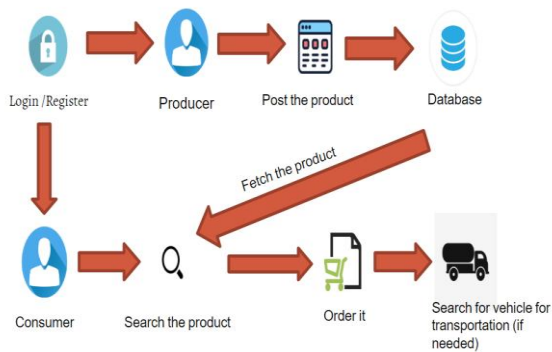 Login /Register
Producer
Post the product
Database
Fetch the product
Consumer
Search the product
Order it
Search for vehicle for
transportation (if
needed)